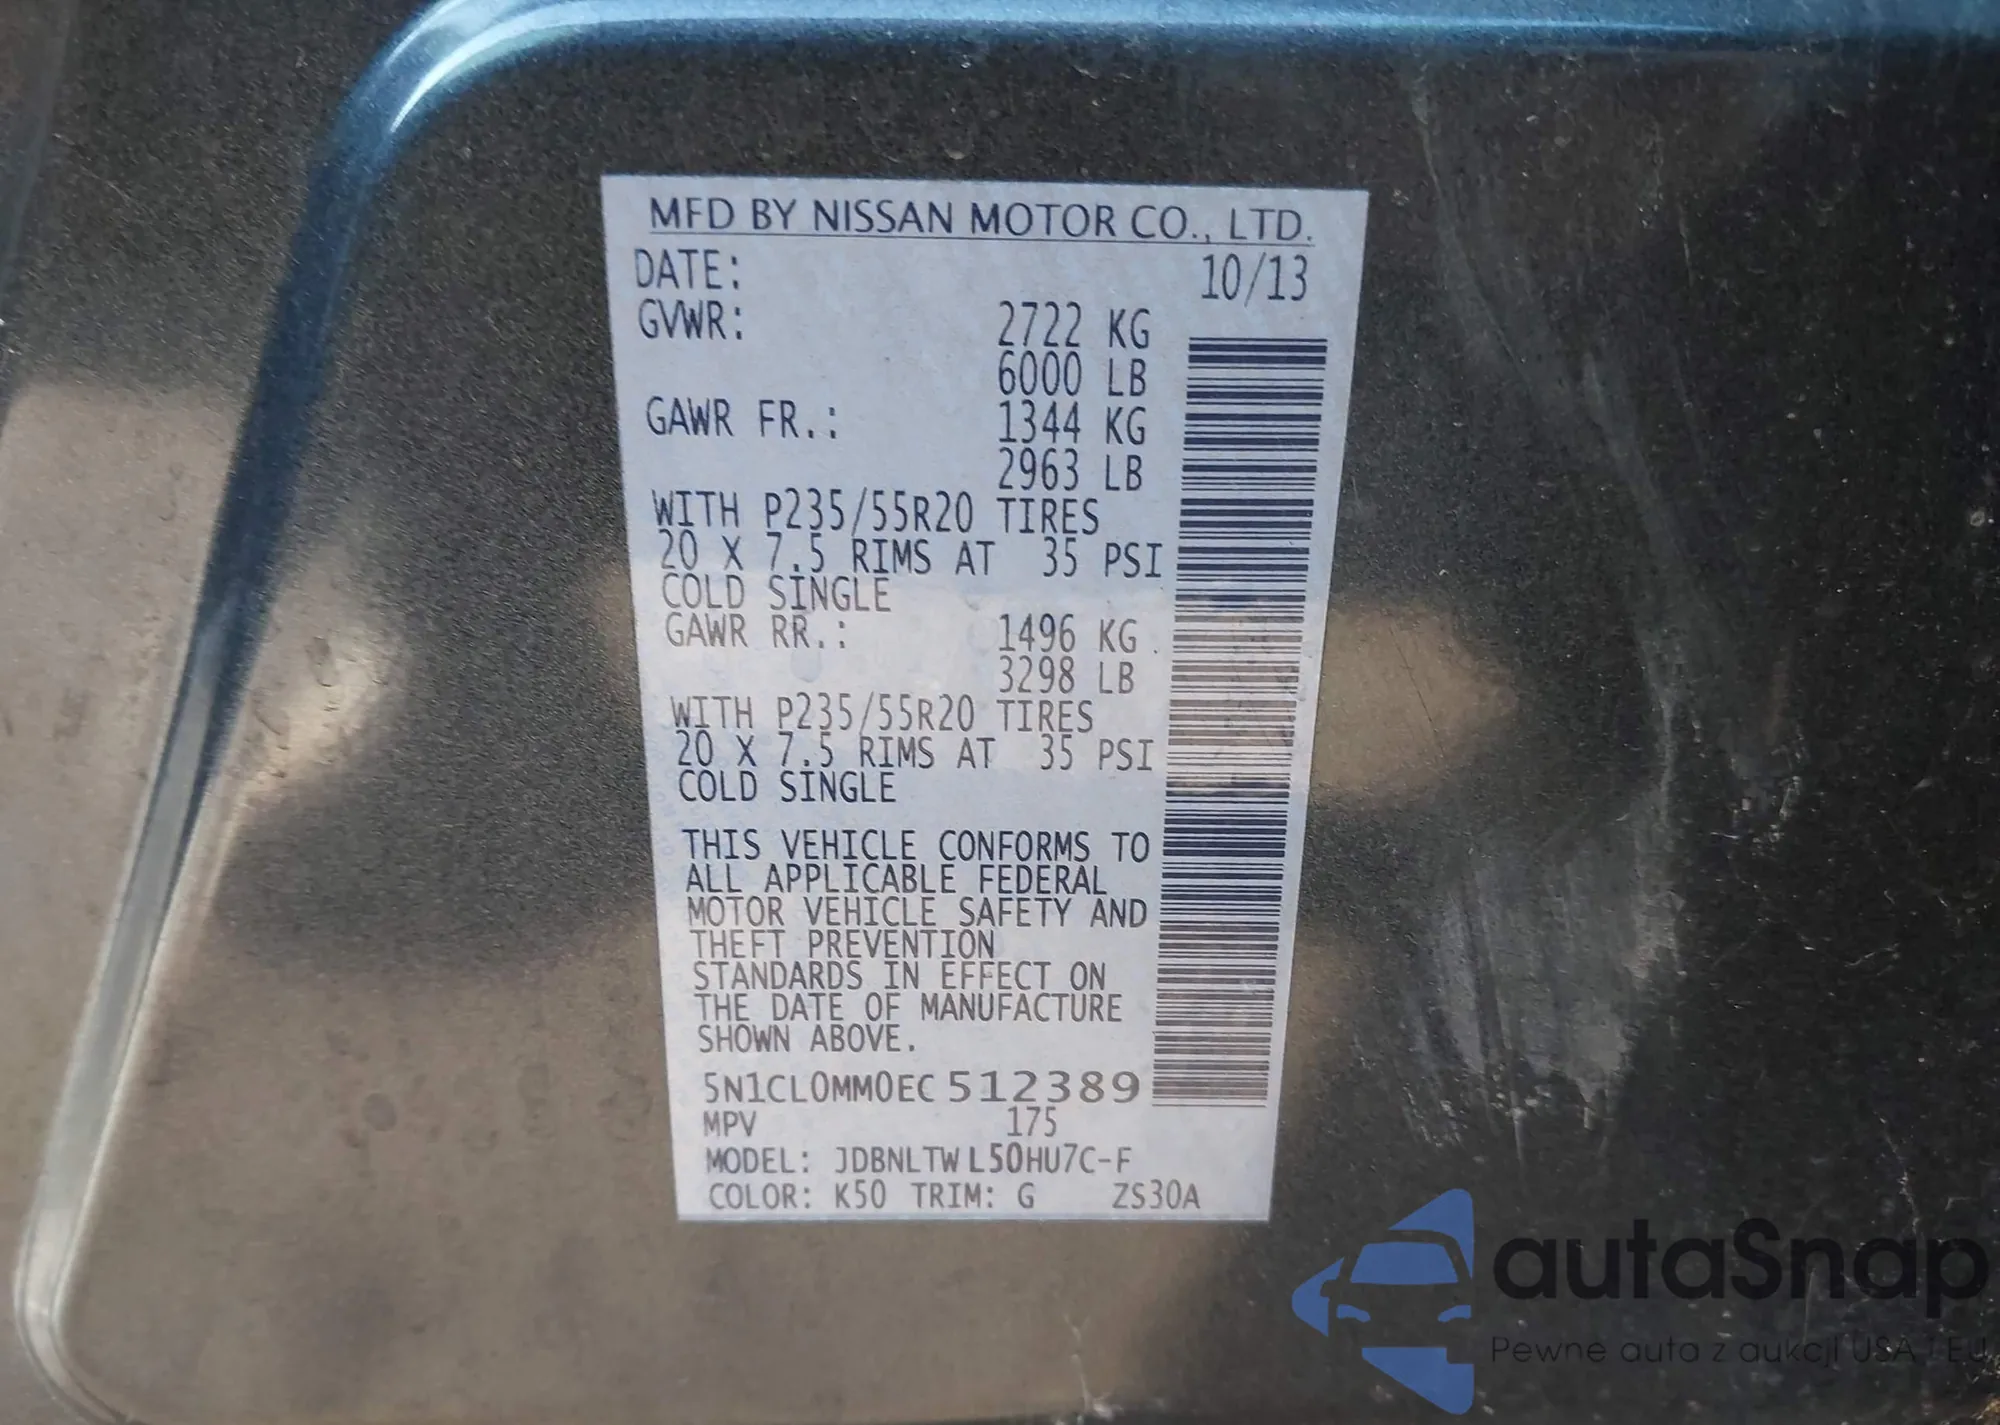 MFD BY NISSAN MOTOR CO., LTD.
DATE: 10/13
GVWR: 2722 KG
6000 LB
GAWR FR.: 1344 KG
2963 LB
WITH P235/55R20 TIRES
20 X 7.5 RIMS AT 35 PSI
COLD SINGLE
GAWR RR.: 1496 KG
3298 LB
WITH P235/55R20 TIRES
20 X 7.5 RIMS AT 35 PSI
COLD SINGLE
THIS VEHICLE CONFORMS TO
ALL APPLICABLE FEDERAL
MOTOR VEHICLE SAFETY AND
THEFT PREVENTION
STANDARDS IN EFFECT ON
THE DATE OF MANUFACTURE
SHOWN ABOVE.
5N1CL0MM0EC512389
MPV 175
MODEL: JDBNLTWL50HU7C-F
COLOR: K50 TRIM: G ZS30A
autaSnap
Pewne auta z aukcji USA i EU